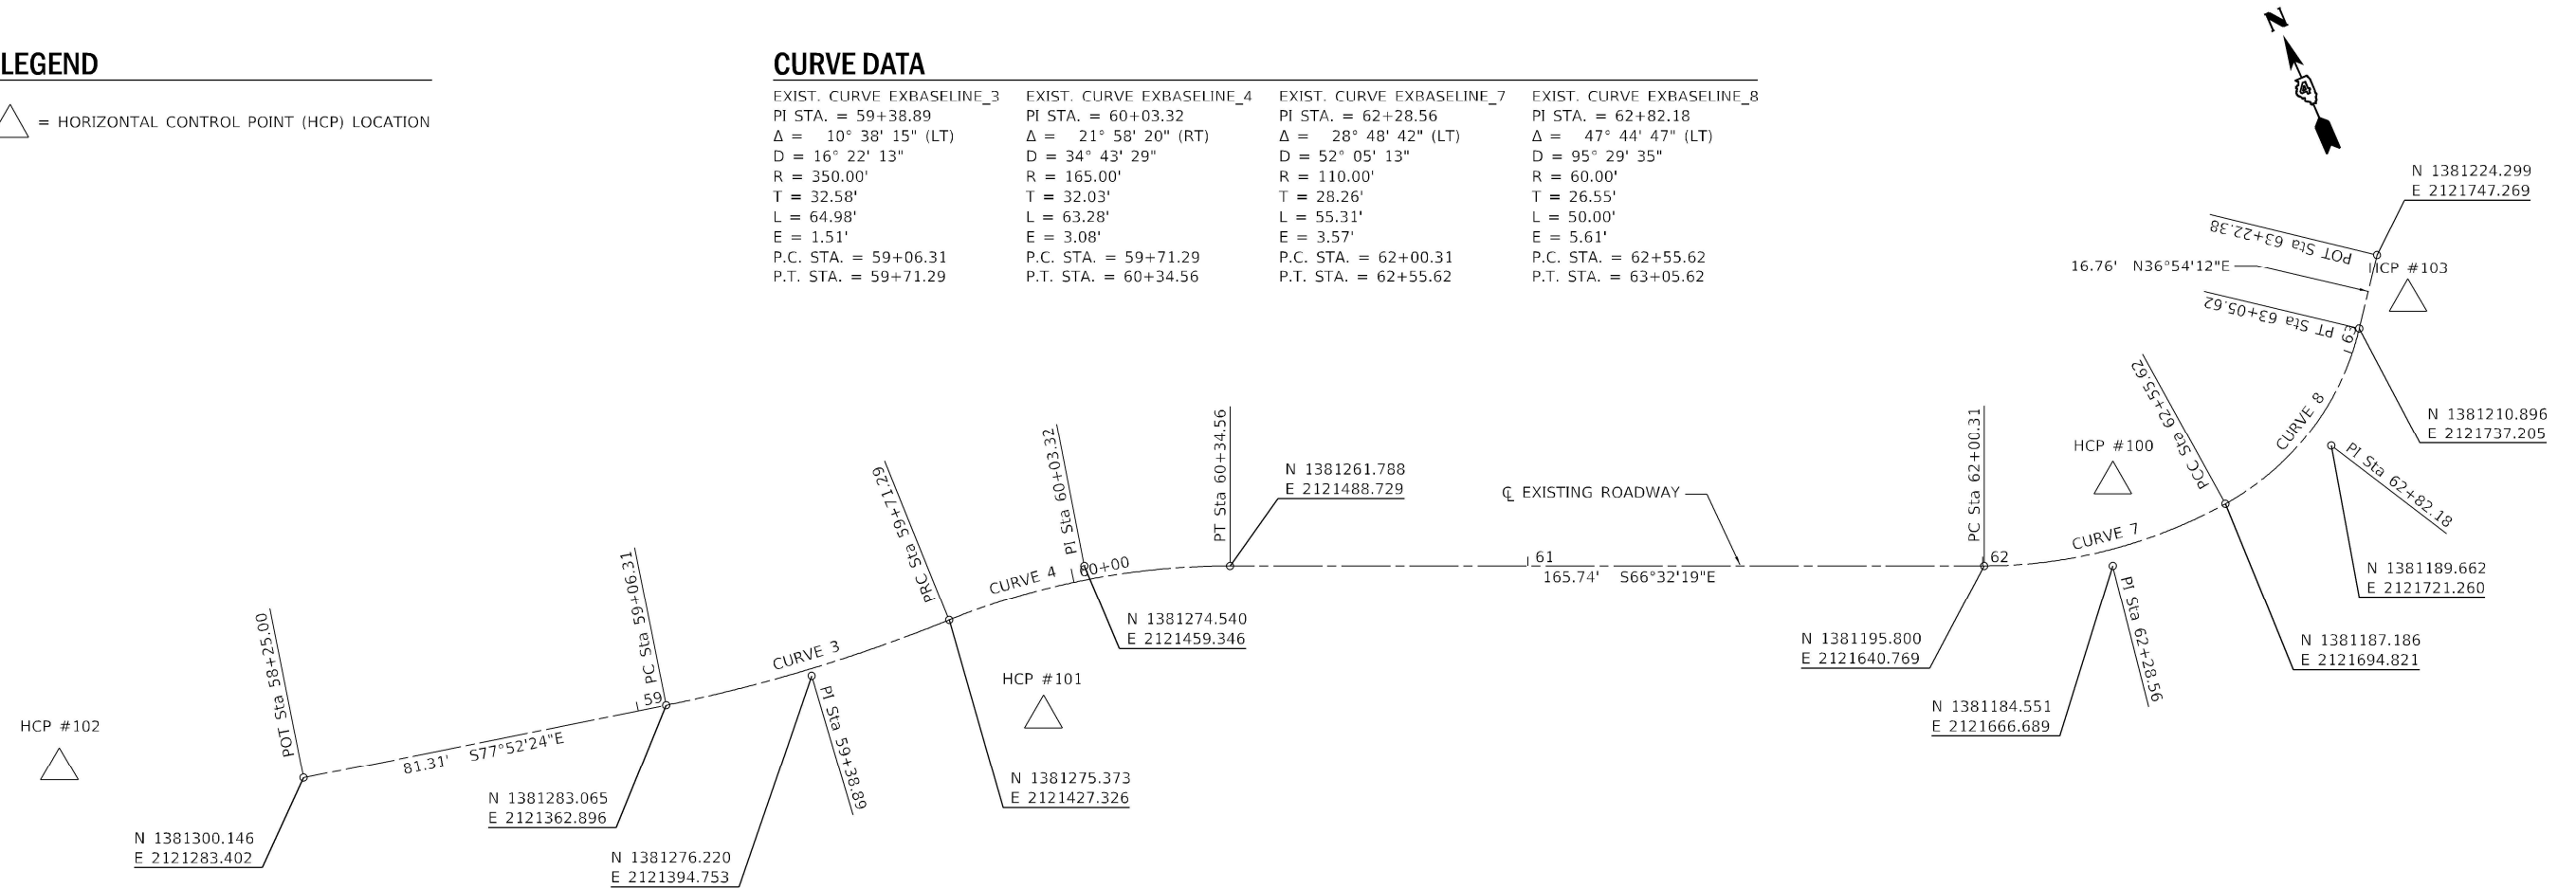 LEGEND
= HORIZONTAL CONTROL POINT (HCP) LOCATION
CURVE DATA
EXIST. CURVE EXBASELINE_3
PI STA. = 59+38.89
Δ = 10° 38' 15" (LT)
D = 16° 22' 13"
R = 350.00'
T = 32.58'
L = 64.98'
E = 1.51'
P.C. STA. = 59+06.31
P.T. STA. = 59+71.29
EXIST. CURVE EXBASELINE_4
PI STA. = 60+03.32
Δ = 21° 58' 20" (RT)
D = 34° 43' 29"
R = 165.00'
T = 32.03'
L = 63.28'
E = 3.08'
P.C. STA. = 59+71.29
P.T. STA. = 60+34.56
EXIST. CURVE EXBASELINE_7
PI STA. = 62+28.56
Δ = 28° 48' 42" (LT)
D = 52° 05' 13"
R = 110.00'
T = 28.26'
L = 55.31'
E = 3.57'
P.C. STA. = 62+00.31
P.T. STA. = 62+55.62
EXIST. CURVE EXBASELINE_8
PI STA. = 62+82.18
Δ = 47° 44' 47" (LT)
D = 95° 29' 35"
R = 60.00'
T = 26.55'
L = 50.00'
E = 5.61'
P.C. STA. = 62+55.62
P.T. STA. = 63+05.62
N
4
HCP #102
POT Sta 58+25.00
N 1381300.146
E 2121283.402
81.31' S77°52'24"E
59
PC Sta 59+06.31
N 1381283.065
E 2121362.896
CURVE 3
PI Sta 59+38.89
N 1381276.220
E 2121394.753
PRC Sta 59+71.29
N 1381275.373
E 2121427.326
HCP #101
CURVE 4
60+00
PI Sta 60+03.32
N 1381274.540
E 2121459.346
PT Sta 60+34.56
N 1381261.788
E 2121488.729
℄ EXISTING ROADWAY
61
165.74' S66°32'19"E
PC Sta 62+00.31
62
N 1381195.800
E 2121640.769
HCP #100
CURVE 7
PI Sta 62+28.56
N 1381184.551
E 2121666.689
PCC Sta 62+55.62
N 1381187.186
E 2121694.821
CURVE 8
PI Sta 62+82.18
N 1381189.662
E 2121721.260
63
PT Sta 63+05.62
N 1381210.896
E 2121737.205
16.76' N36°54'12"E
POT Sta 63+22.38
HCP #103
N 1381224.299
E 2121747.269